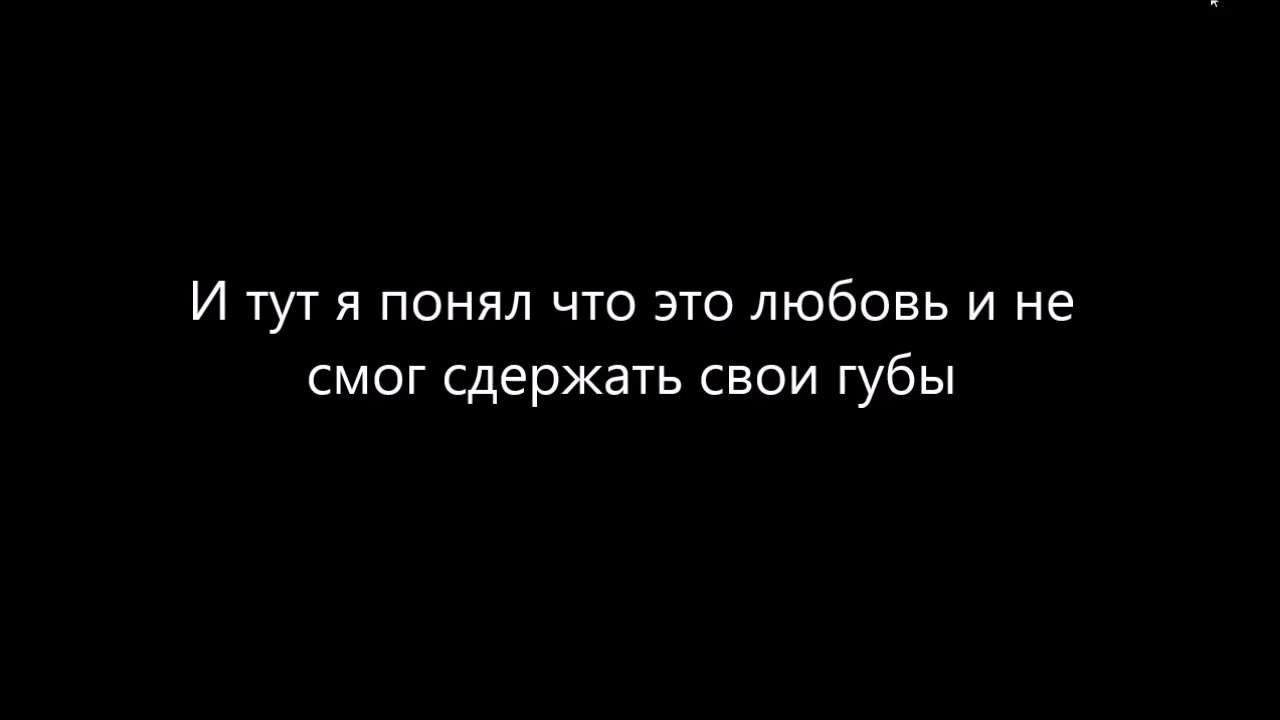 И тут я понял что это любовь и не
смог сдержать свои губы